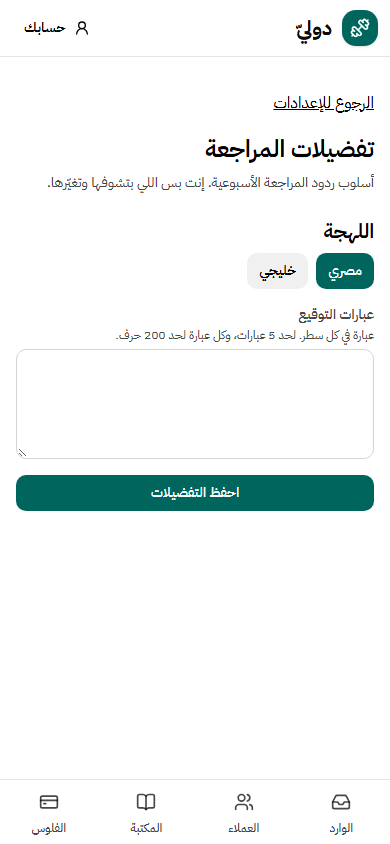 دوليّ
حسابك
الرجوع للإعدادات
تفضيلات المراجعة
أسلوب ردود المراجعة الأسبوعية. إنت بس اللي بتشوفها وتغيّرها.
اللهجة
مصري
خليجي
عبارات التوقيع
عبارة في كل سطر. لحد 5 عبارات، وكل عبارة لحد 200 حرف.
احفظ التفضيلات
الوارد
العملاء
المكتبة
الفلوس